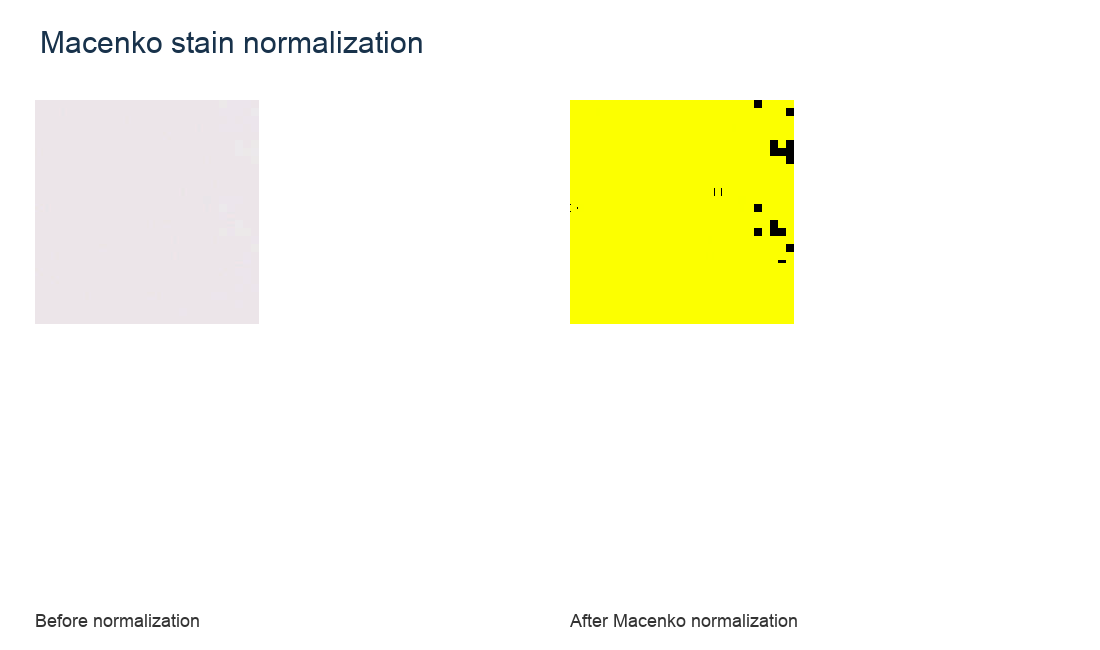 Macenko stain normalization
Before normalization
After Macenko normalization